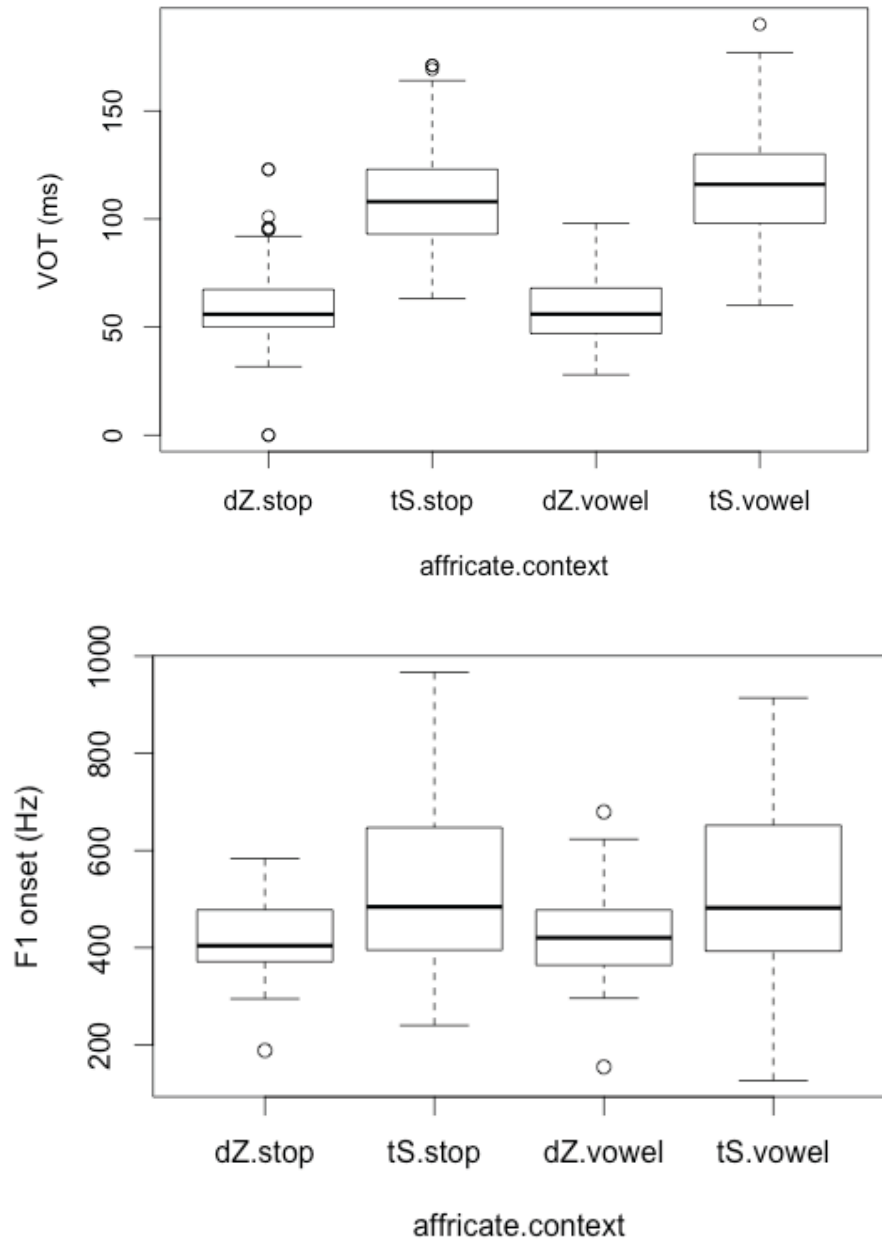 VOT (ms)
150
100
50
0
dZ.stop tS.stop dZ.vowel tS.vowel
affricate.context
F1 onset (Hz)
1000
800
600
400
200
dZ.stop tS.stop dZ.vowel tS.vowel
affricate.context